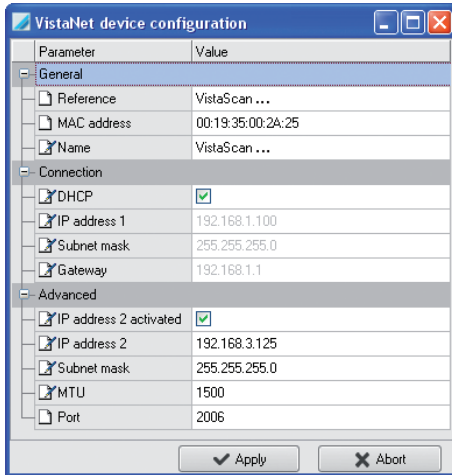 VistaNet device configuration
Parameter Value
General
Reference VistaScan ...
MAC address 00:19:35:00:2A:25
Name VistaScan ...
Connection
DHCP
IP address 1 192.168.1.100
Subnet mask 255.255.255.0
Gateway 192.168.1.1
Advanced
IP address 2 activated
IP address 2 192.168.3.125
Subnet mask 255.255.255.0
MTU 1500
Port 2006
Apply Abort